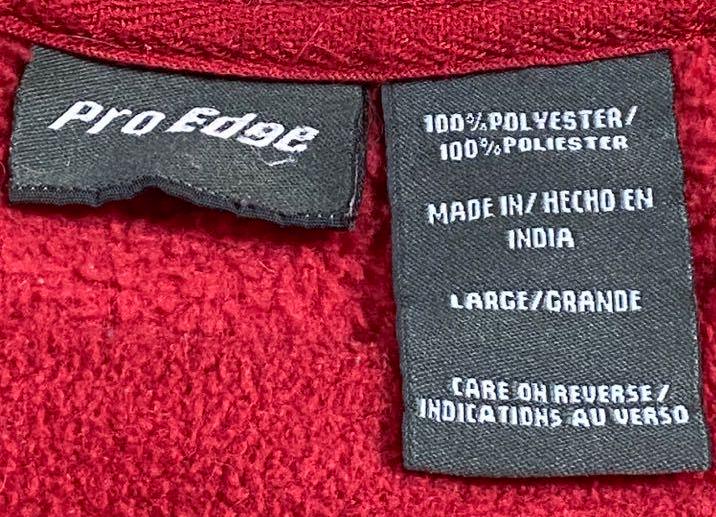 Pro Edge
100%POLYESTER/
100%POLIESTER
MADE IN/HECHO EN
INDIA
LARGE/GRANDE
CARE ON REVERSE/
INDICATIONS AU VERSO